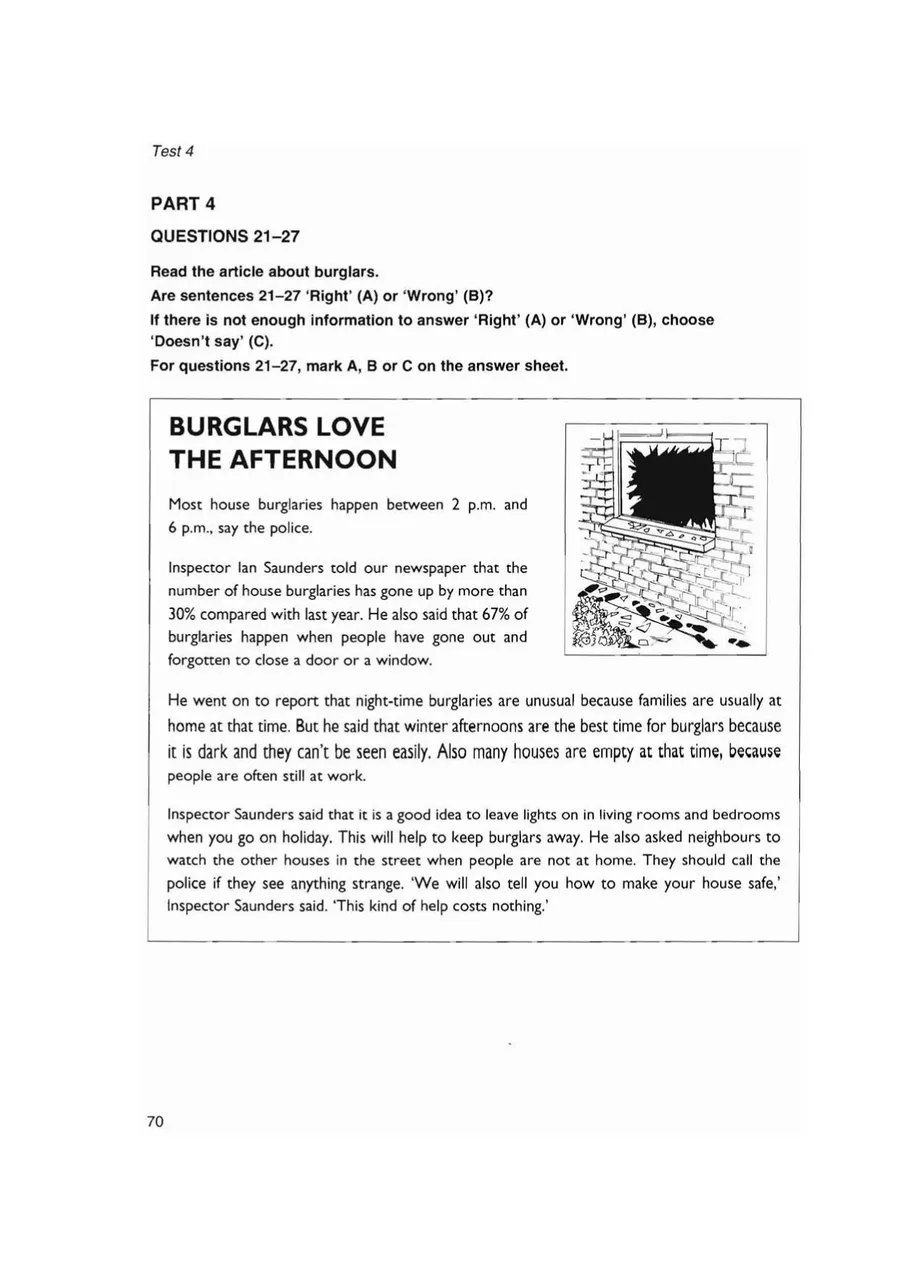 Test 4
PART 4
QUESTIONS 21–27
Read the article about burglars.
Are sentences 21–27 ‘Right’ (A) or ‘Wrong’ (B)?
If there is not enough information to answer ‘Right’ (A) or ‘Wrong’ (B), choose
‘Doesn’t say’ (C).
For questions 21–27, mark A, B or C on the answer sheet.
BURGLARS LOVE
THE AFTERNOON
Most house burglaries happen between 2 p.m. and
6 p.m., say the police.
Inspector Ian Saunders told our newspaper that the
number of house burglaries has gone up by more than
30% compared with last year. He also said that 67% of
burglaries happen when people have gone out and
forgotten to close a door or a window.
He went on to report that night-time burglaries are unusual because families are usually at
home at that time. But he said that winter afternoons are the best time for burglars because
it is dark and they can’t be seen easily. Also many houses are empty at that time, because
people are often still at work.
Inspector Saunders said that it is a good idea to leave lights on in living rooms and bedrooms
when you go on holiday. This will help to keep burglars away. He also asked neighbours to
watch the other houses in the street when people are not at home. They should call the
police if they see anything strange. ‘We will also tell you how to make your house safe,’
Inspector Saunders said. ‘This kind of help costs nothing.’
70